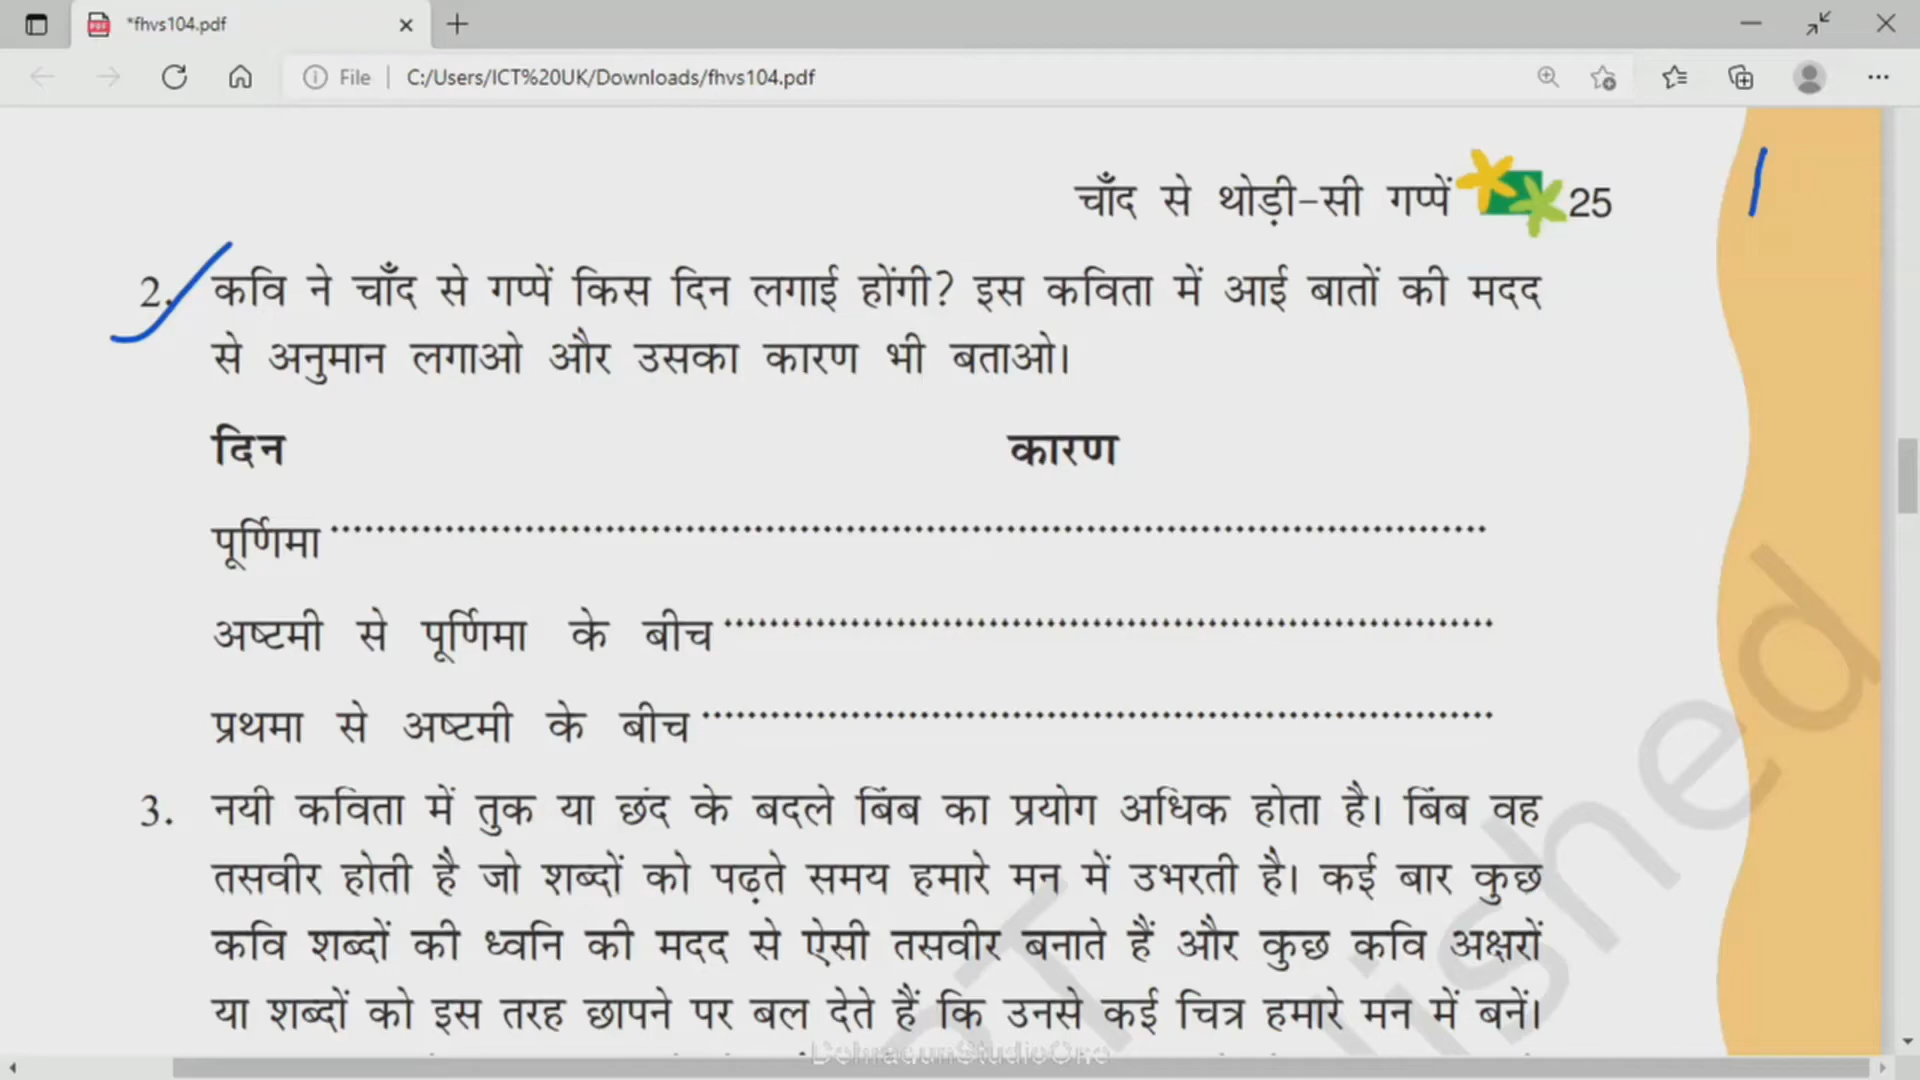 *fhvs104.pdf
File
C:/Users/ICT%20UK/Downloads/fhvs104.pdf
चाँद से थोड़ी-सी गप्पें 25
2. कवि ने चाँद से गप्पें किस दिन लगाई होंगी? इस कविता में आई बातों की मदद
से अनुमान लगाओ और उसका कारण भी बताओ।
दिन कारण
पूर्णिमा ........................................................................
अष्टमी से पूर्णिमा के बीच ................................................
प्रथमा से अष्टमी के बीच ................................................
3. नयी कविता में तुक या छंद के बदले बिंब का प्रयोग अधिक होता है। बिंब वह
तसवीर होती है जो शब्दों को पढ़ते समय हमारे मन में उभरती है। कई बार कुछ
कवि शब्दों की ध्वनि की मदद से ऐसी तसवीर बनाते हैं और कुछ कवि अक्षरों
या शब्दों को इस तरह छापने पर बल देते हैं कि उनसे कई चित्र हमारे मन में बनें।
DehradunStudioOne